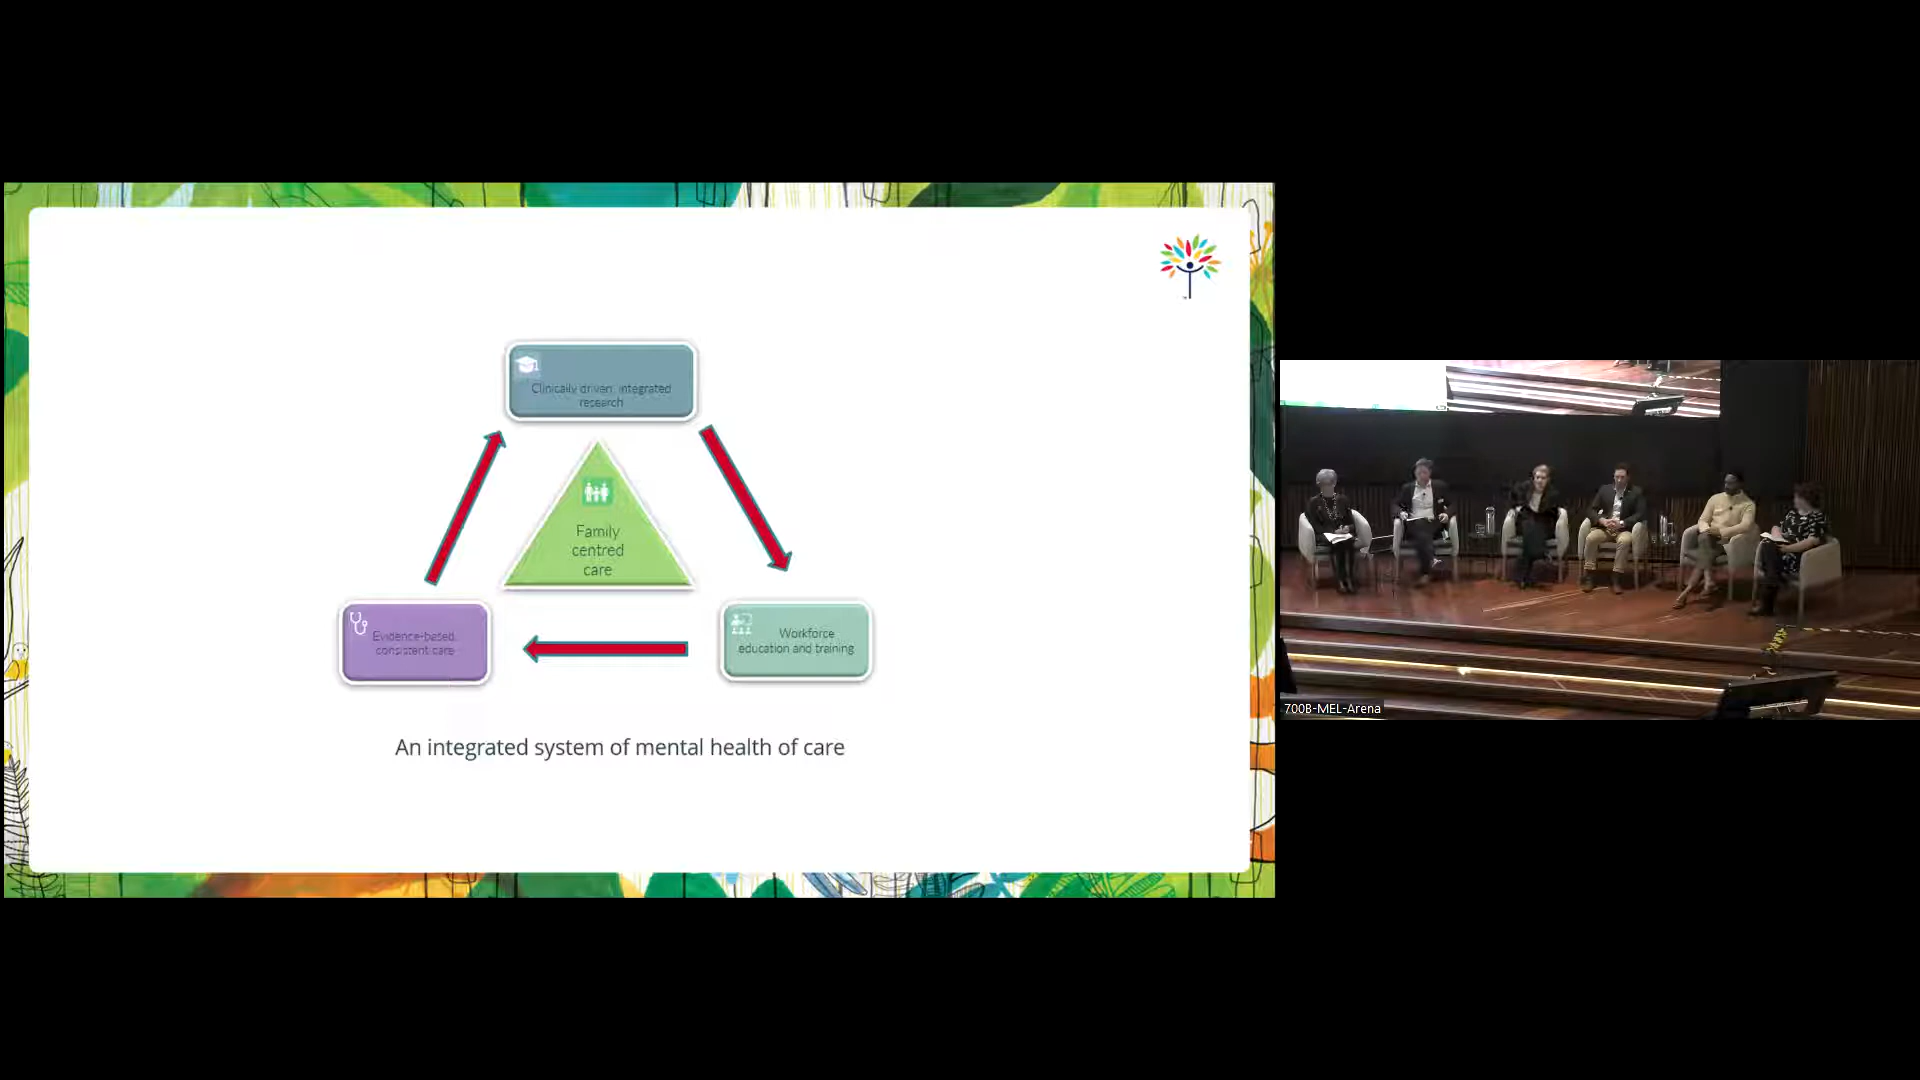 Clinically driven, integrated
research
Family
centred
care
Evidence-based,
consistent care
Workforce
education and training
An integrated system of mental health of care
700B-MEL-Arena